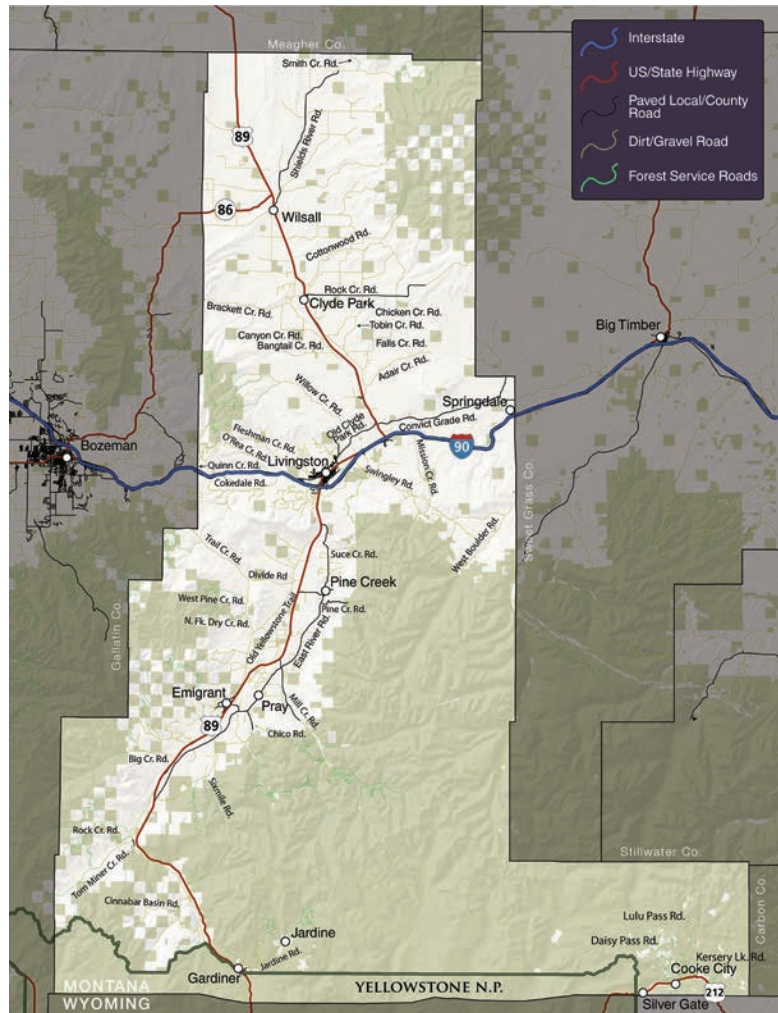 Meagher Co.
Smith Cr. Rd.
Interstate
US/State Highway
Paved Local/County
Road
Dirt/Gravel Road
Forest Service Roads
89
Shields River Rd.
86
Wilsall
Cottonwood Rd.
Rock Cr. Rd.
Clyde Park
Brackett Cr. Rd.
Chicken Cr. Rd.
Tobin Cr. Rd.
Canyon Cr. Rd.
Bangtail Cr. Rd.
Falls Cr. Rd.
Adair Cr. Rd.
Big Timber
Willow Cr. Rd.
Springdale
Old Clyde
Park Rd.
Convict Grade Rd.
Fleshman Cr. Rd.
O'Rea Cr. Rd.
Bozeman
Livingston
90
Quinn Cr. Rd.
Cokedale Rd.
Swingley Rd.
Mission Cr. Rd.
Sweet Grass Co.
West Boulder Rd.
Trail Cr. Rd.
Suce Cr. Rd.
Divide Rd
Pine Creek
West Pine Cr. Rd.
Pine Cr. Rd.
N. Fk. Dry Cr. Rd.
Old Yellowstone Trail
East River Rd.
Gallatin Co.
Emigrant
Pray
89
Mill Cr. Rd.
Chico Rd.
Big Cr. Rd.
Sixmile Rd.
Rock Cr. Rd.
Tom Miner Cr. Rd.
Stillwater Co.
Cinnabar Basin Rd.
Carbon Co.
Lulu Pass Rd.
Jardine
Daisy Pass Rd.
Jardine Rd.
Kersery Lk. Rd.
Gardiner
Cooke City
MONTANA
WYOMING
YELLOWSTONE N.P.
212
Silver Gate